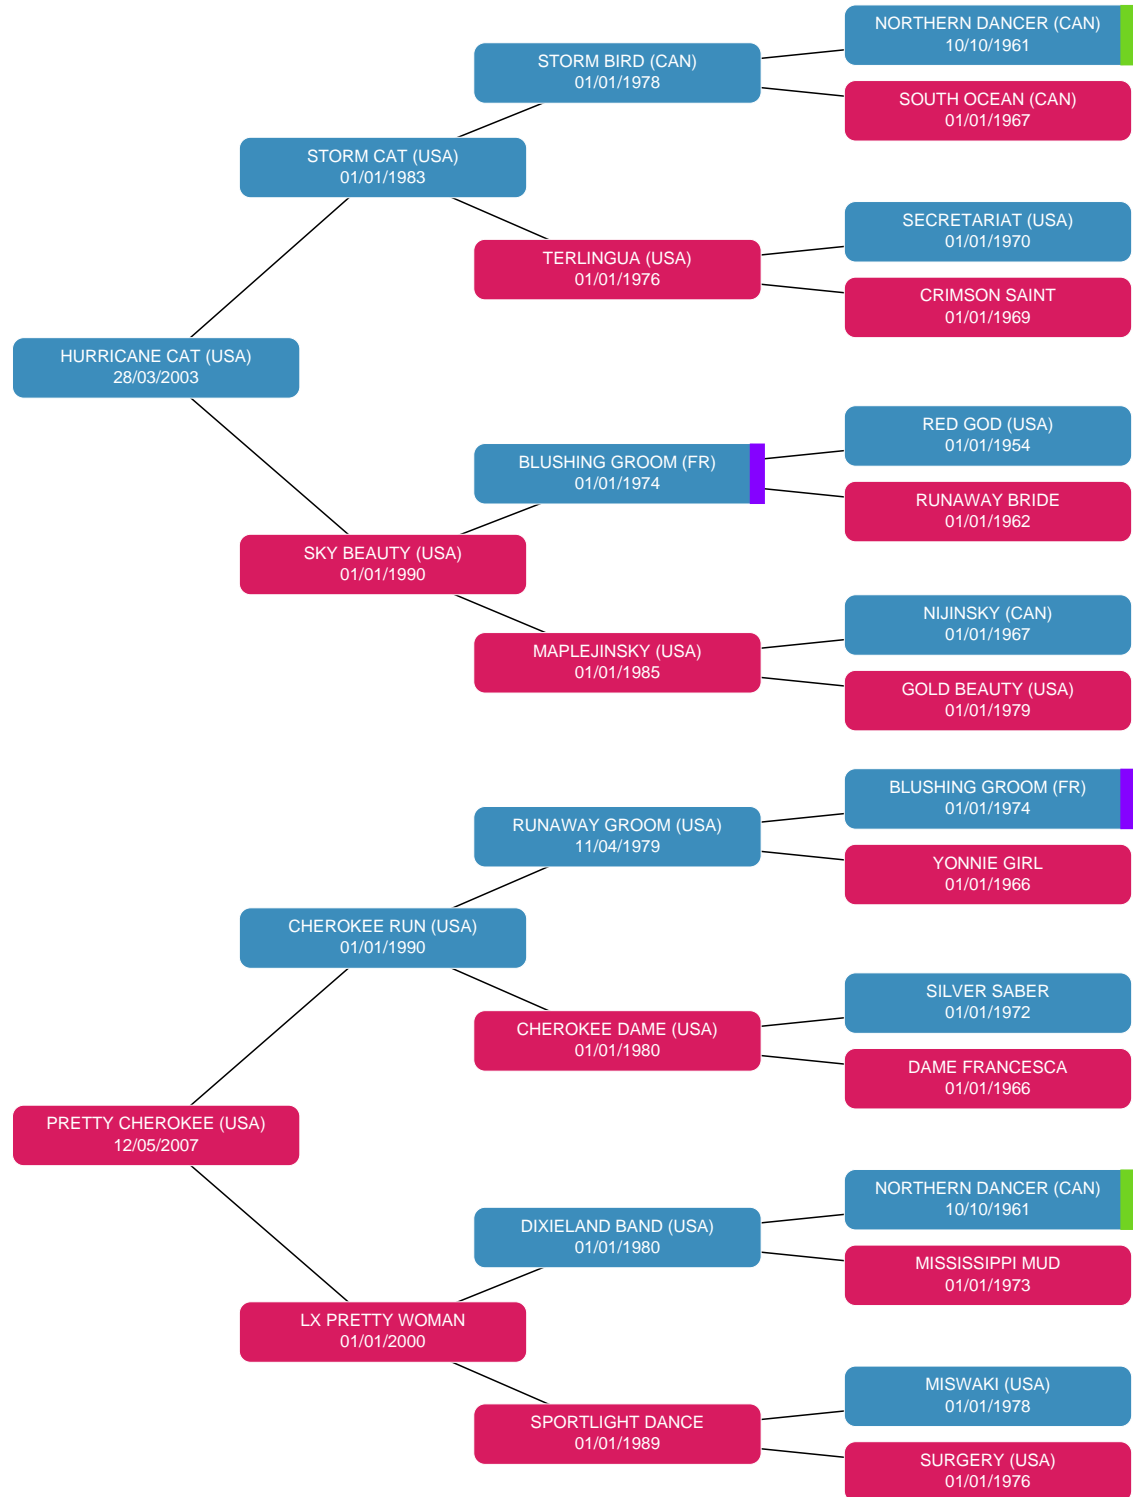 NORTHERN DANCER (CAN)
10/10/1961
STORM BIRD (CAN)
01/01/1978
SOUTH OCEAN (CAN)
01/01/1967
STORM CAT (USA)
01/01/1983
SECRETARIAT (USA)
01/01/1970
TERLINGUA (USA)
01/01/1976
CRIMSON SAINT
01/01/1969
HURRICANE CAT (USA)
28/03/2003
RED GOD (USA)
01/01/1954
BLUSHING GROOM (FR)
01/01/1974
RUNAWAY BRIDE
01/01/1962
SKY BEAUTY (USA)
01/01/1990
NIJINSKY (CAN)
01/01/1967
MAPLEJINSKY (USA)
01/01/1985
GOLD BEAUTY (USA)
01/01/1979
BLUSHING GROOM (FR)
01/01/1974
RUNAWAY GROOM (USA)
11/04/1979
YONNIE GIRL
01/01/1966
CHEROKEE RUN (USA)
01/01/1990
SILVER SABER
01/01/1972
CHEROKEE DAME (USA)
01/01/1980
DAME FRANCESCA
01/01/1966
PRETTY CHEROKEE (USA)
12/05/2007
NORTHERN DANCER (CAN)
10/10/1961
DIXIELAND BAND (USA)
01/01/1980
MISSISSIPPI MUD
01/01/1973
LX PRETTY WOMAN
01/01/2000
MISWAKI (USA)
01/01/1978
SPORTLIGHT DANCE
01/01/1989
SURGERY (USA)
01/01/1976